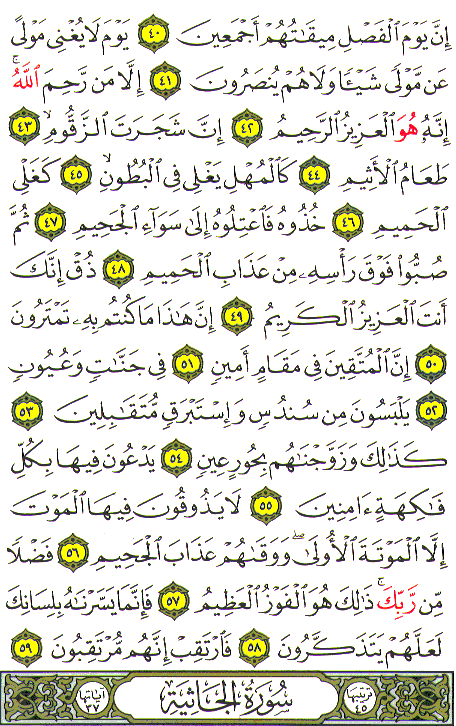 إِنَّ يَوْمَ ٱلْفَصْلِ مِيقَٰتُهُمْ أَجْمَعِينَ ٤٠ يَوْمَ لَا يُغْنِى مَوْلًى
عَن مَّوْلًى شَيْـًٔا وَلَا هُمْ يُنصَرُونَ ٤١ إِلَّا مَن رَّحِمَ ٱللَّهُ ۚ
إِنَّهُۥ هُوَ ٱلْعَزِيزُ ٱلرَّحِيمُ ٤٢ إِنَّ شَجَرَتَ ٱلزَّقُّومِ ٤٣
طَعَامُ ٱلْأَثِيمِ ٤٤ كَٱلْمُهْلِ يَغْلِى فِى ٱلْبُطُونِ ٤٥ كَغَلْىِ
ٱلْحَمِيمِ ٤٦ خُذُوهُ فَٱعْتِلُوهُ إِلَىٰ سَوَآءِ ٱلْجَحِيمِ ٤٧ ثُمَّ
صُبُّوا۟ فَوْقَ رَأْسِهِۦ مِنْ عَذَابِ ٱلْحَمِيمِ ٤٨ ذُقْ إِنَّكَ
أَنتَ ٱلْعَزِيزُ ٱلْكَرِيمُ ٤٩ إِنَّ هَٰذَا مَا كُنتُم بِهِۦ تَمْتَرُونَ
٥٠ إِنَّ ٱلْمُتَّقِينَ فِى مَقَامٍ أَمِينٍ ٥١ فِى جَنَّٰتٍ وَعُيُونٍ
٥٢ يَلْبَسُونَ مِن سُندُسٍ وَإِسْتَبْرَقٍ مُّتَقَٰبِلِينَ ٥٣
كَذَٰلِكَ وَزَوَّجْنَٰهُم بِحُورٍ عِينٍ ٥٤ يَدْعُونَ فِيهَا بِكُلِّ
فَٰكِهَةٍ ءَامِنِينَ ٥٥ لَا يَذُوقُونَ فِيهَا ٱلْمَوْتَ
إِلَّا ٱلْمَوْتَةَ ٱلْأُولَىٰ ۖ وَوَقَىٰهُمْ عَذَابَ ٱلْجَحِيمِ ٥٦ فَضْلًا
مِّن رَّبِّكَ ۚ ذَٰلِكَ هُوَ ٱلْفَوْزُ ٱلْعَظِيمُ ٥٧ فَإِنَّمَا يَسَّرْنَٰهُ بِلِسَانِكَ
لَعَلَّهُمْ يَتَذَكَّرُونَ ٥٨ فَٱرْتَقِبْ إِنَّهُم مُّرْتَقِبُونَ ٥٩
ترتيبها ٤٥ سُورَةُ الجَاثِيَةِ آياتها ٣٧